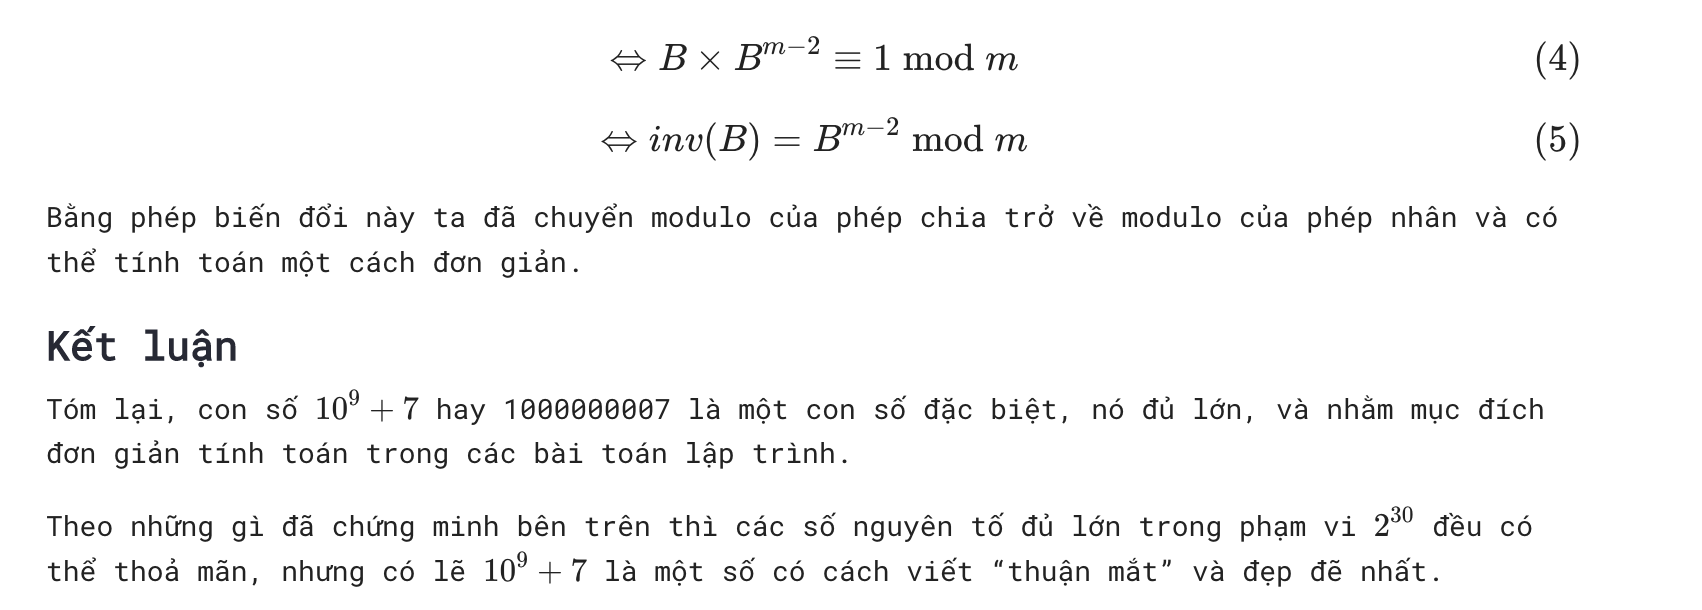 ⇔ B × B^{m−2} ≡ 1 mod m (4)
⇔ inv(B) = B^{m−2} mod m (5)
Bằng phép biến đổi này ta đã chuyển modulo của phép chia trở về modulo của phép nhân và có
thể tính toán một cách đơn giản.
Kết luận
Tóm lại, con số 10^9 + 7 hay 1000000007 là một con số đặc biệt, nó đủ lớn, và nhằm mục đích
đơn giản tính toán trong các bài toán lập trình.
Theo những gì đã chứng minh bên trên thì các số nguyên tố đủ lớn trong phạm vi 2^{30} đều có
thể thoả mãn, nhưng có lẽ 10^9 + 7 là một số có cách viết “thuận mắt” và đẹp đẽ nhất.